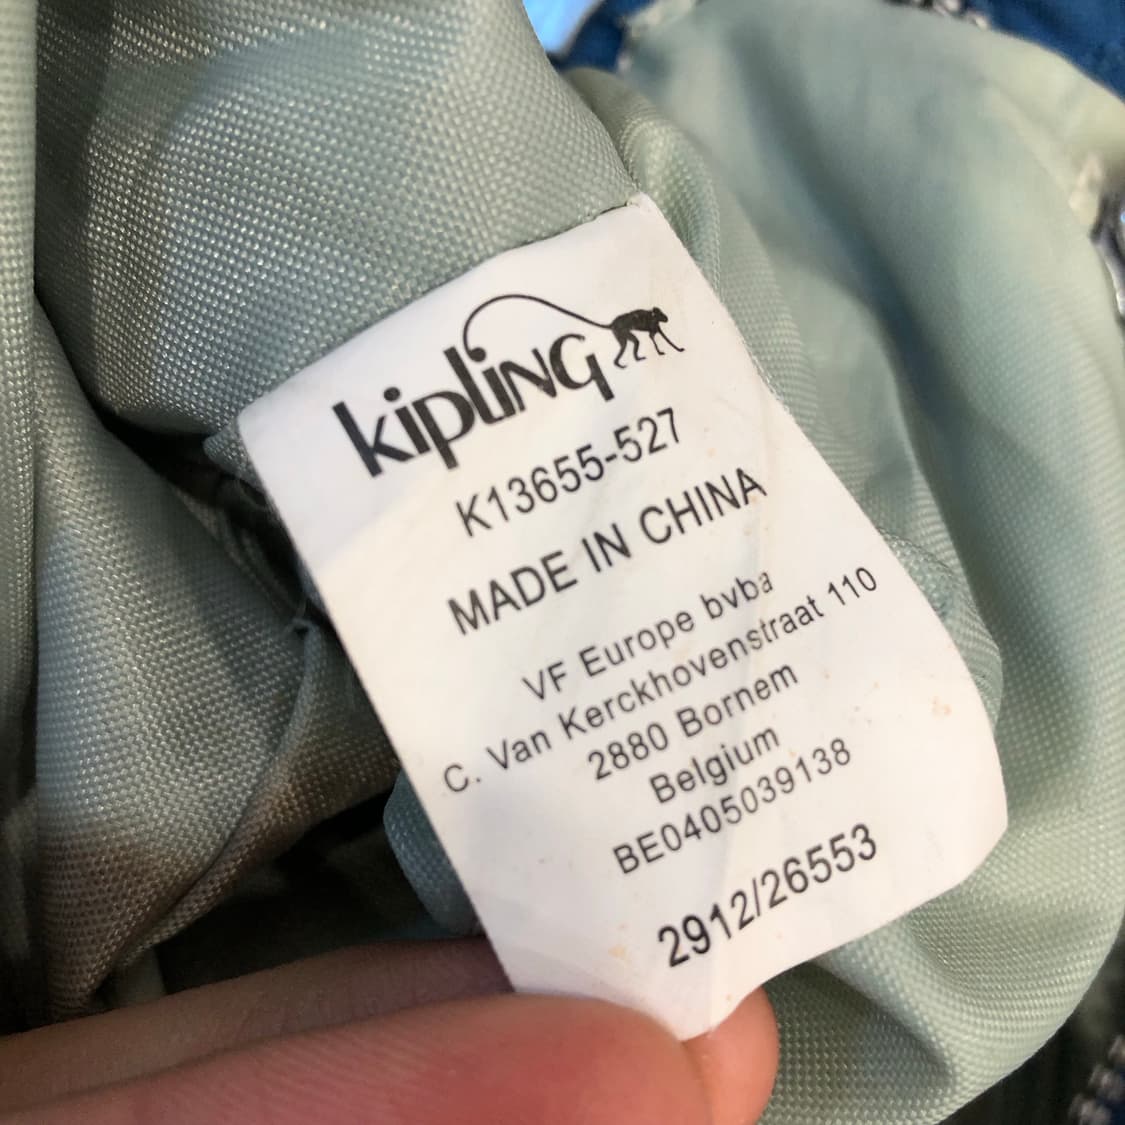 kipling
K13655-527
MADE IN CHINA
VF Europe bvba
C. Van Kerckhovenstraat 110
2880 Bornem
Belgium
BE0405039138
2912/26553